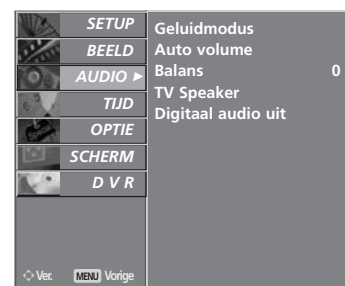 SETUP
BEELD
AUDIO ►
TIJD
OPTIE
SCHERM
D V R
Geluidmodus
Auto volume
Balans 0
TV Speaker
Digitaal audio uit
Ver. MENU Vorige